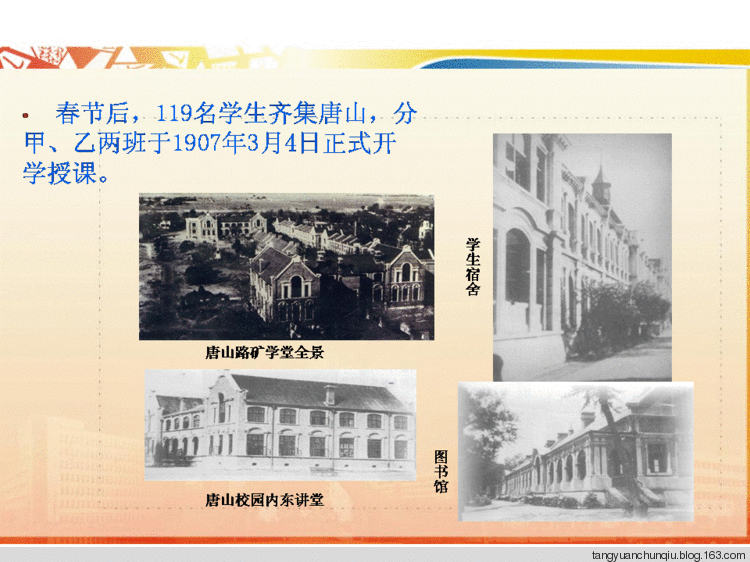 • 春节后，119名学生齐集唐山，分
甲、乙两班于1907年3月4日正式开
学授课。
学生宿舍
唐山路矿学堂全景
图书馆
唐山校园内东讲堂
tangyuanchunqiu.blog.163.com